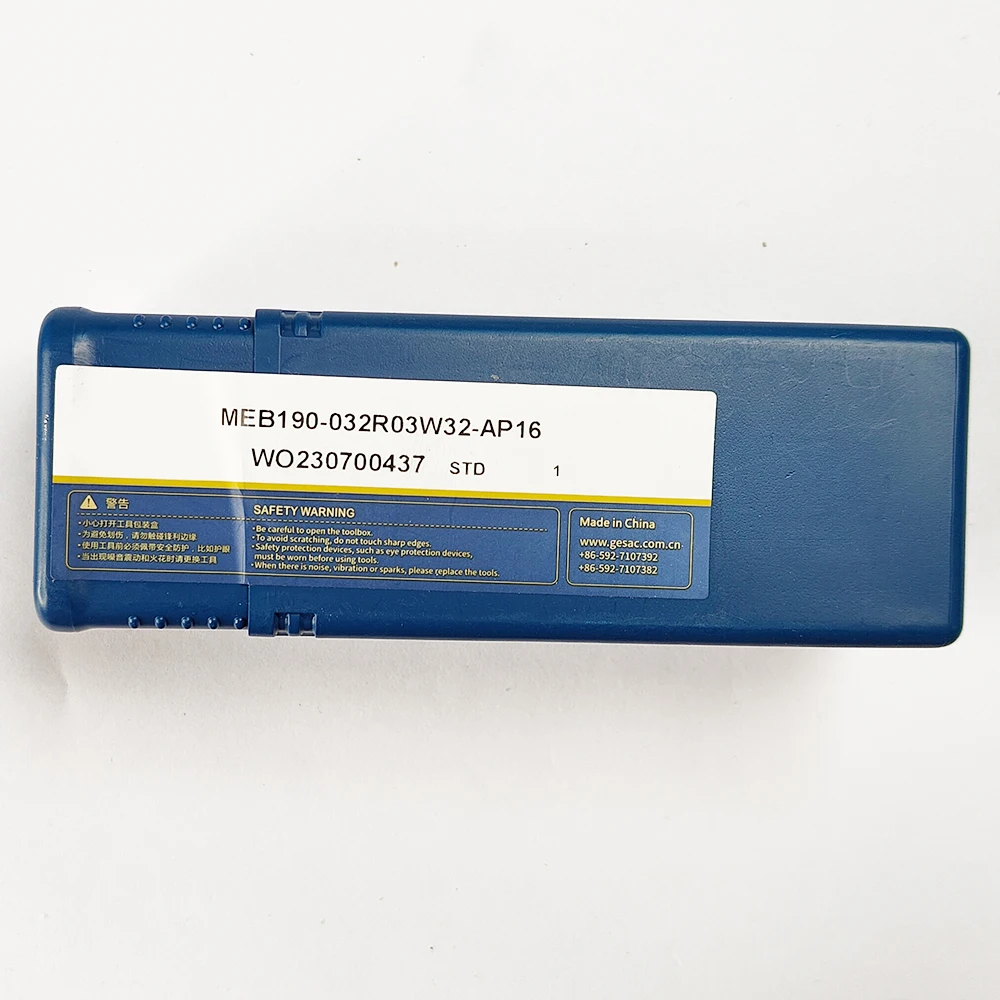 MEB190-032R03W32-AP16
WO230700437 STD 1
警告
·小心打开工具包装盒
·为避免划伤，请勿触碰锋利边缘
·使用工具前必须佩带安全防护，比如护眼
·当出现噪音震动和火花时请更换工具
SAFETY WARNING
·Be careful to open the toolbox.
·To avoid scratching, do not touch sharp edges.
·Safety protection devices, such as eye protection devices,
must be worn before using tools.
·When there is noise, vibration or sparks, please replace the tools.
Made in China
www.gesac.com.cn
+86-592-7107392
+86-592-7107382